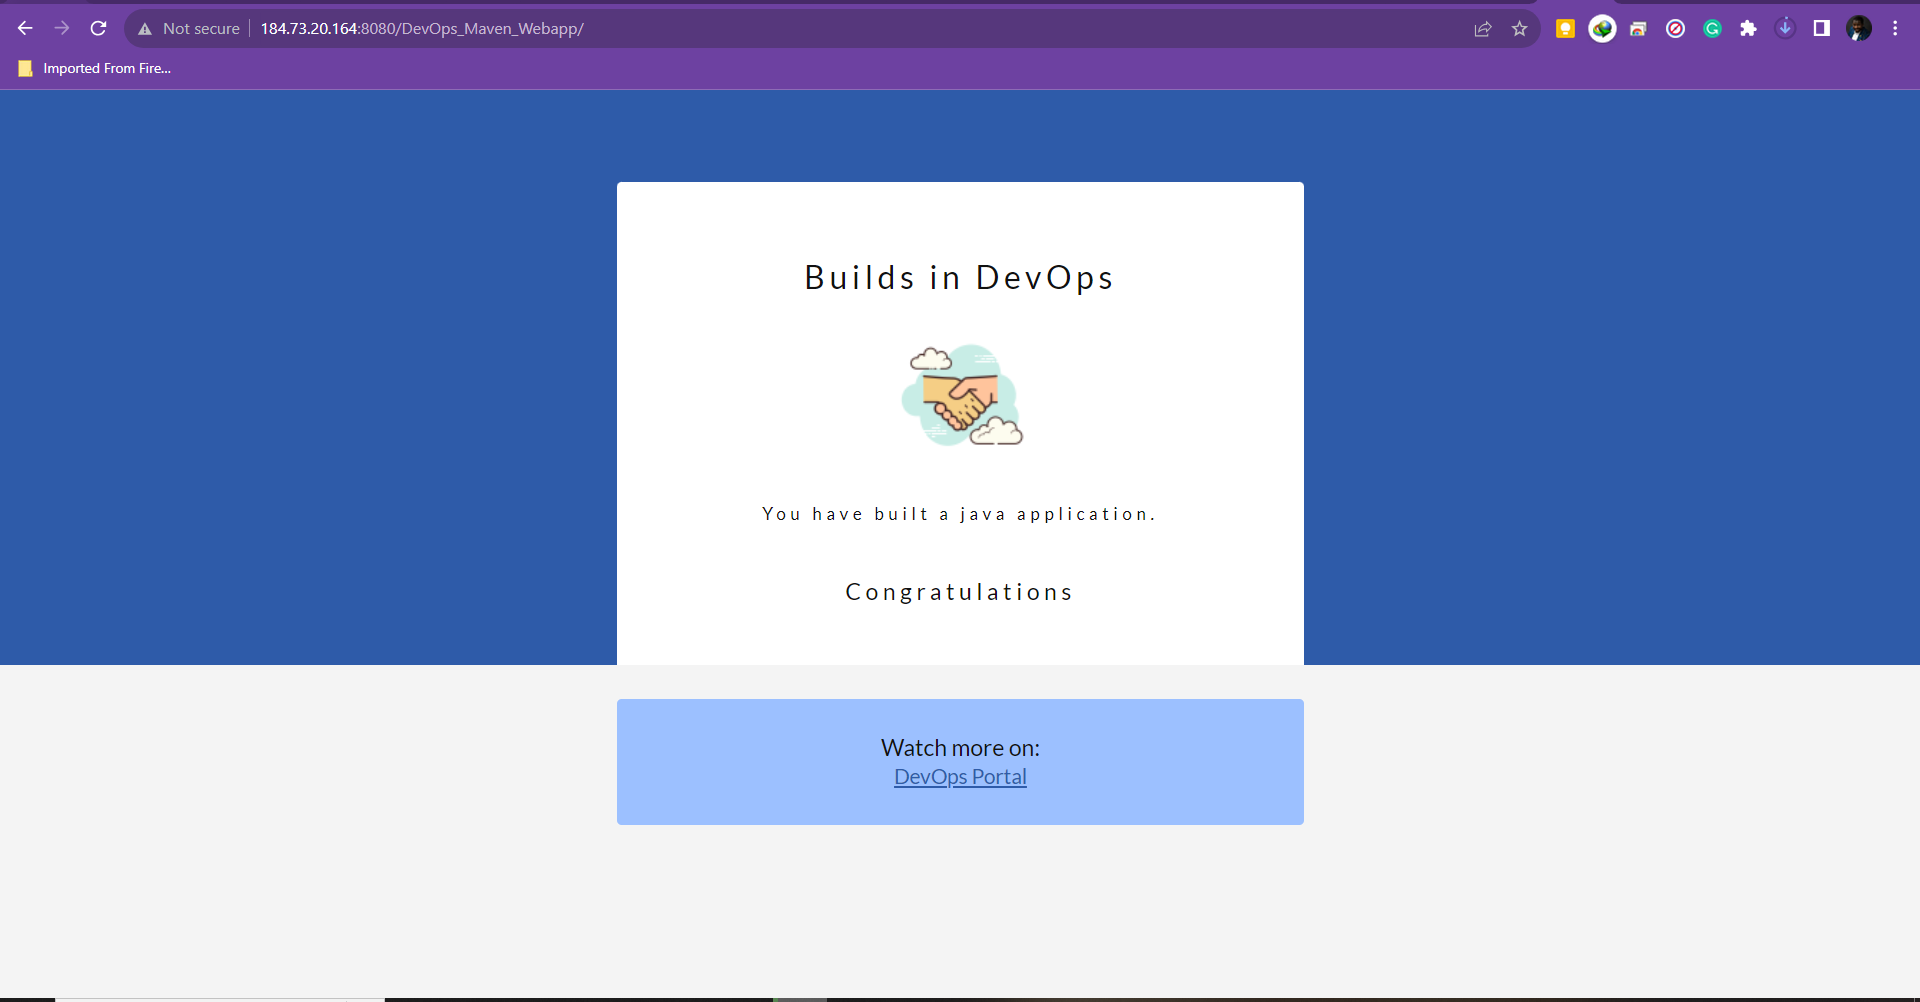 Not secure
184.73.20.164:8080/DevOps_Maven_Webapp/
Imported From Fire...
Builds in DevOps
You have built a java application.
Congratulations
Watch more on:
DevOps Portal